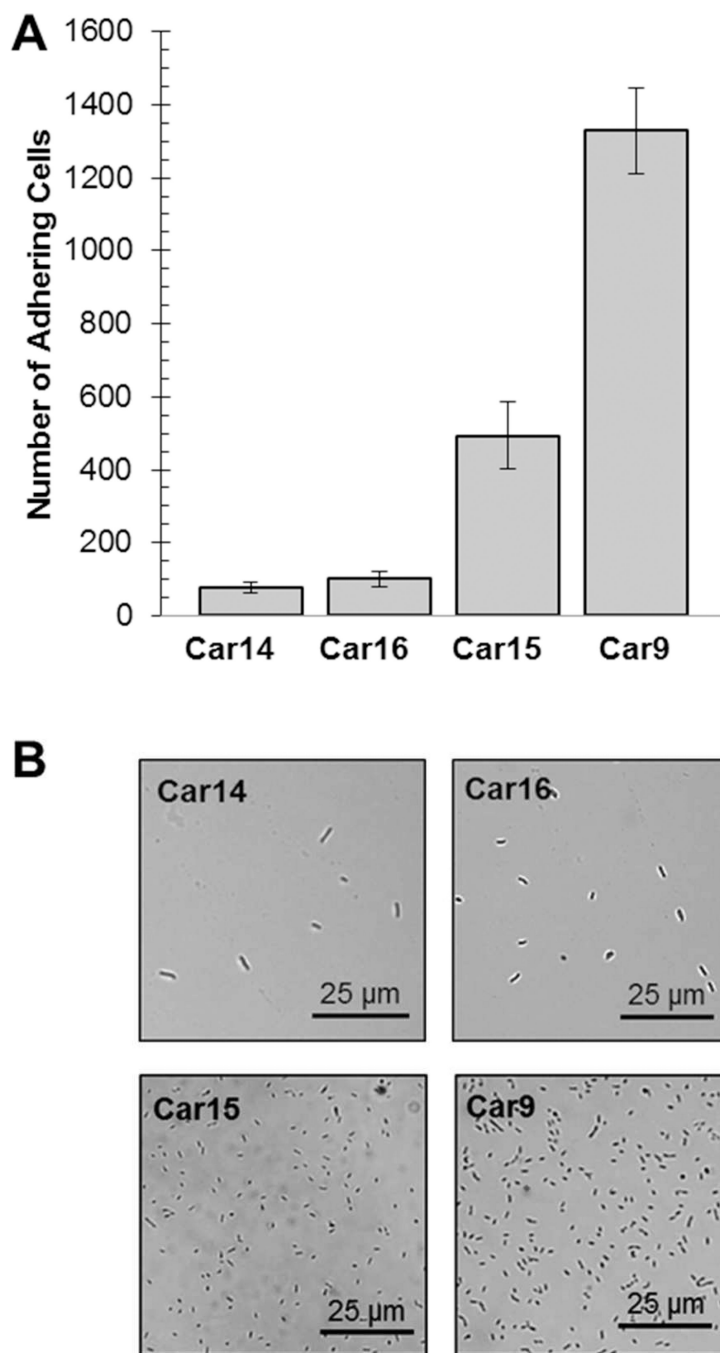 A
Number of Adhering Cells
1600
1400
1200
1000
800
600
400
200
0
Car14 Car16 Car15 Car9
B
Car14 Car16
25 µm 25 µm
Car15 Car9
25 µm 25 µm